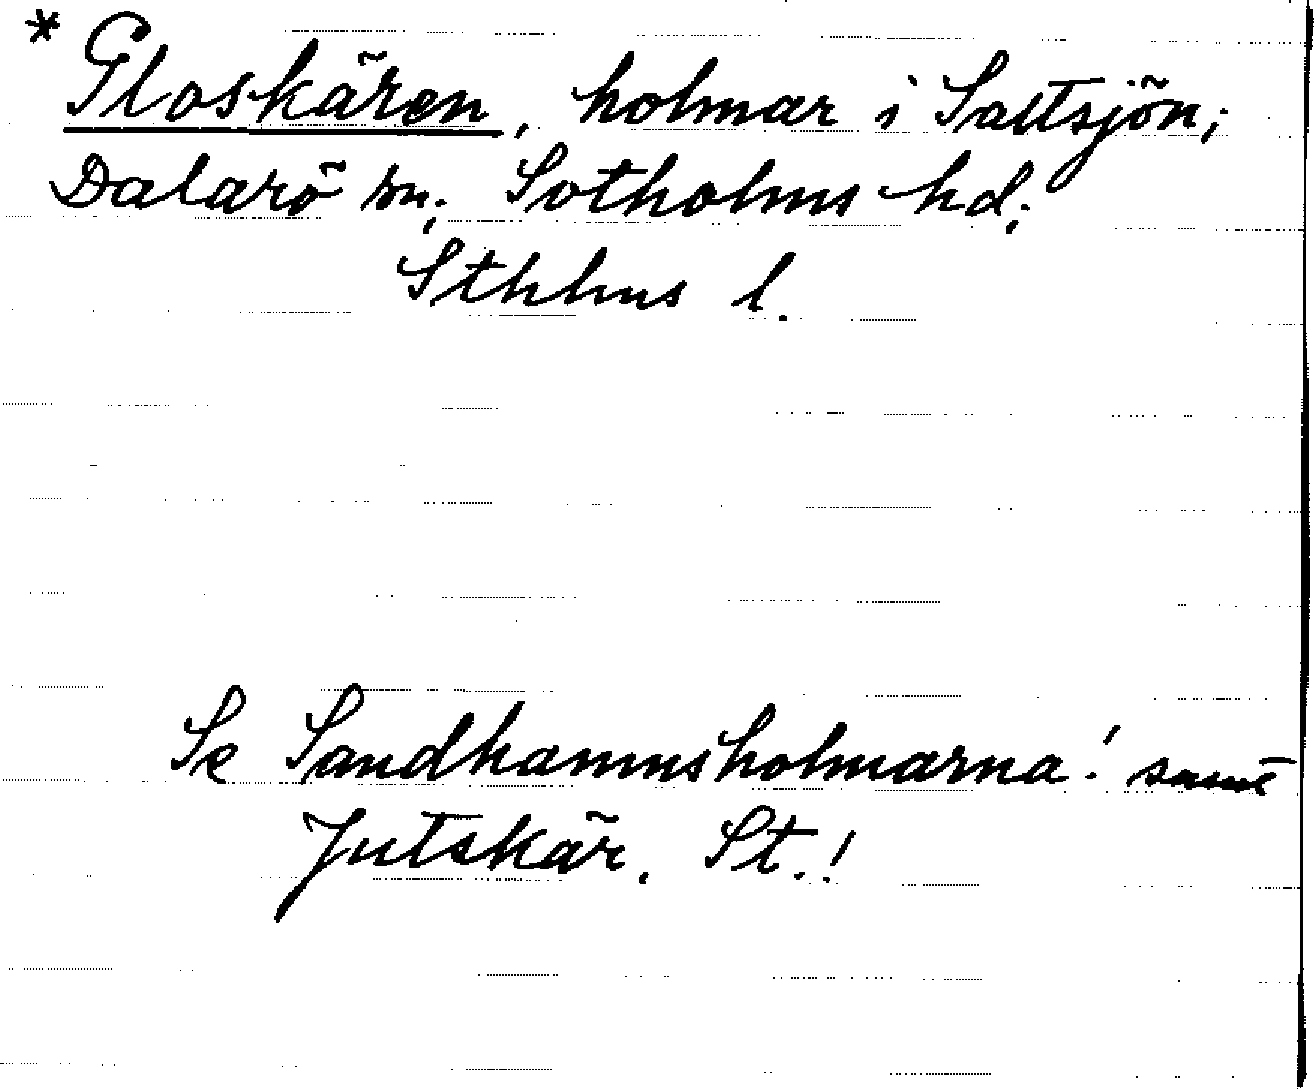 * Gloskären, holmar i Saltsjön;
Dalarö sn; Sotholms hd;
Sthlms l.
Se Sandhamnsholmarna! samt
Jutskär, St.!